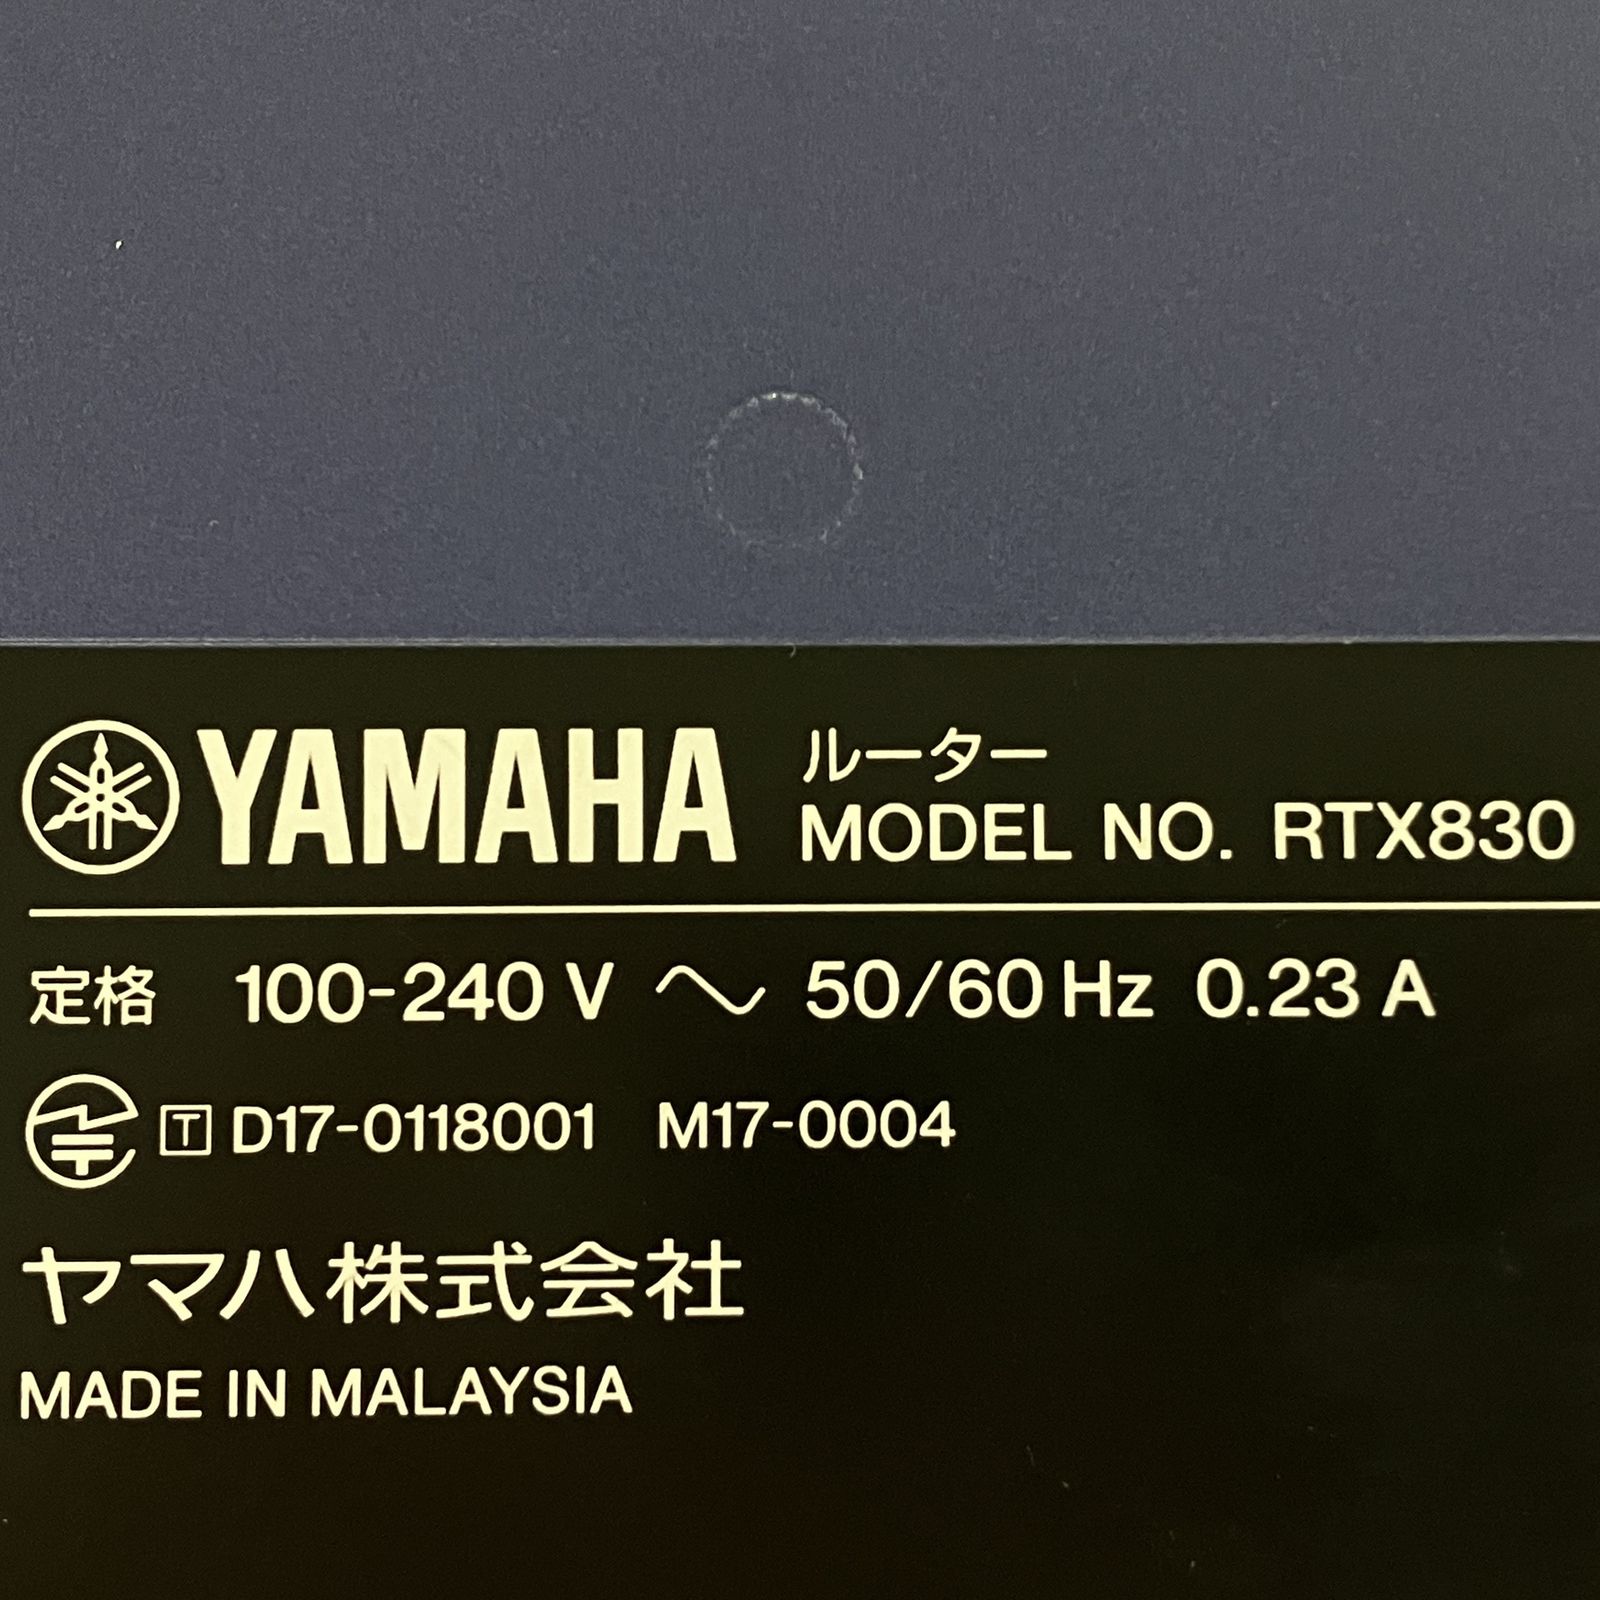 YAMAHA ルーター
MODEL NO. RTX830
定格 100-240 V ～ 50/60 Hz 0.23 A
T D17-0118001 M17-0004
ヤマハ株式会社
MADE IN MALAYSIA